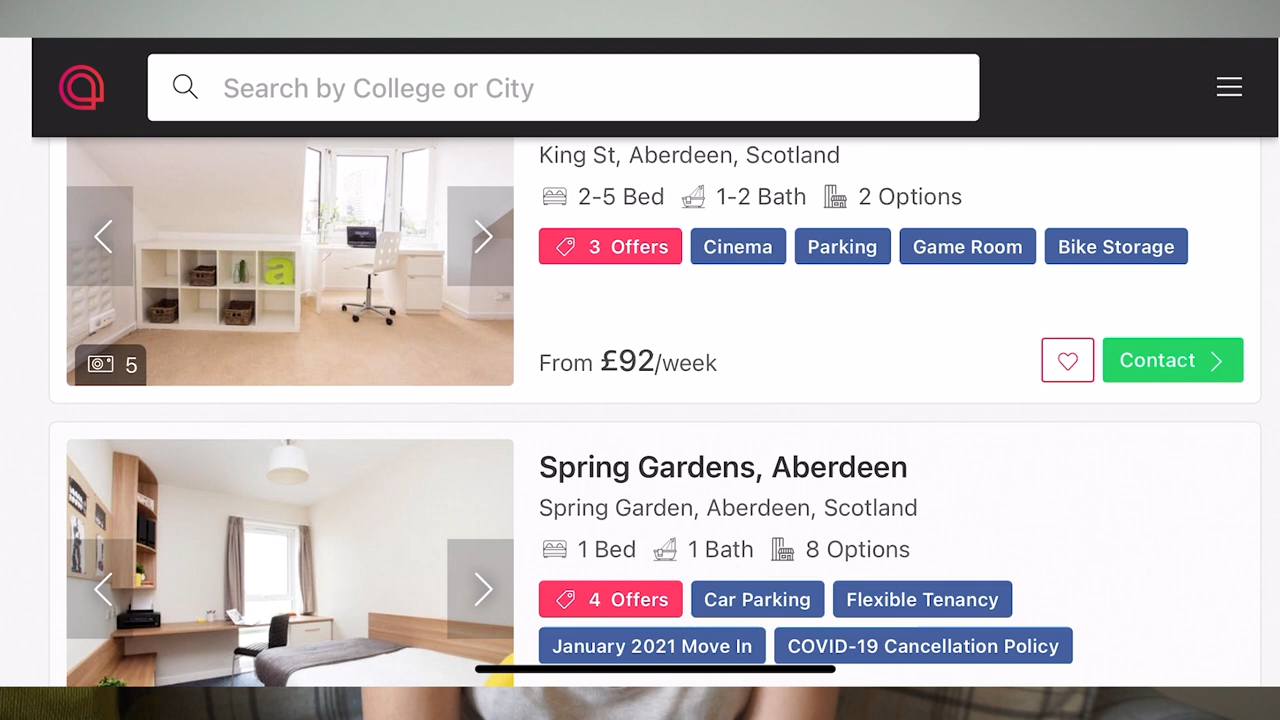 Search by College or City
King St, Aberdeen, Scotland
2-5 Bed 1-2 Bath 2 Options
3 Offers Cinema Parking Game Room Bike Storage
a
5
From £92/week
Contact
Spring Gardens, Aberdeen
Spring Garden, Aberdeen, Scotland
1 Bed 1 Bath 8 Options
4 Offers Car Parking Flexible Tenancy
January 2021 Move In COVID-19 Cancellation Policy